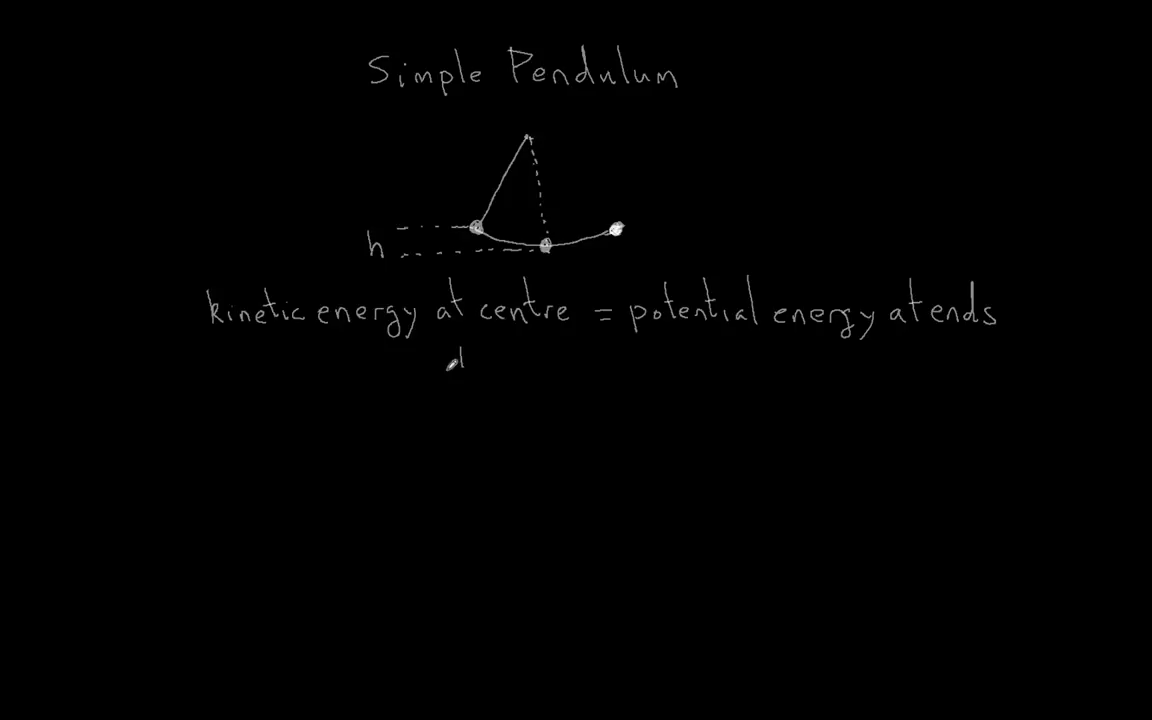 Simple Pendulum
h
kinetic energy at centre = potential energy at ends